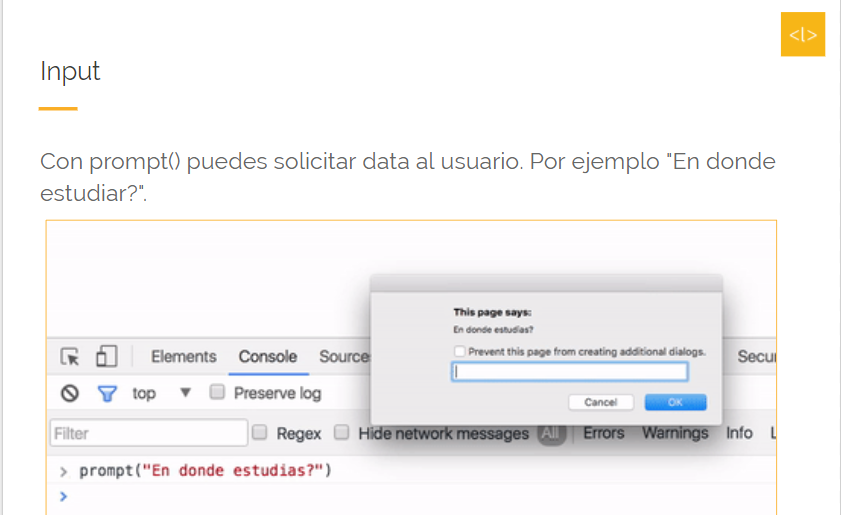 <l>
Input
Con prompt() puedes solicitar data al usuario. Por ejemplo "En donde
estudiar?".
This page says:
En donde estudias?
Prevent this page from creating additional dialogs.
Cancel OK
Elements Console Source Secu
top Preserve log
Filter Regex Hide network messages All Errors Warnings Info L
> prompt("En donde estudias?")
>